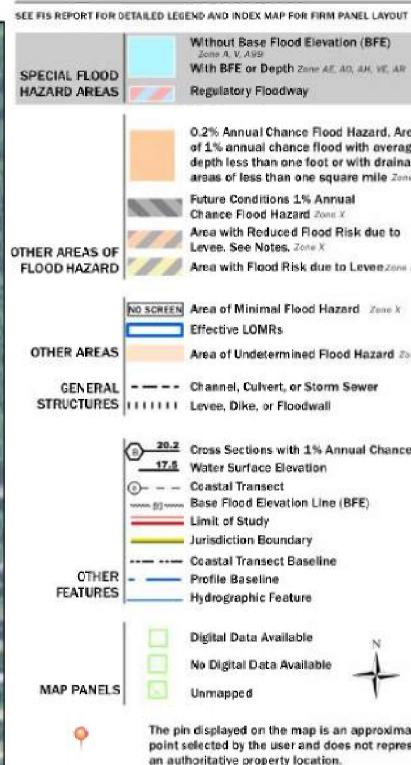 SEE FIS REPORT FOR DETAILED LEGEND AND INDEX MAP FOR FIRM PANEL LAYOUT
SPECIAL FLOOD
HAZARD AREAS
Without Base Flood Elevation (BFE)
Zone A, V, A99
With BFE or Depth Zone AE, AO, AH, VE, AR
Regulatory Floodway
OTHER AREAS OF
FLOOD HAZARD
0.2% Annual Chance Flood Hazard, Are
of 1% annual chance flood with averag
depth less than one foot or with draina
areas of less than one square mile Zone
Future Conditions 1% Annual
Chance Flood Hazard Zone X
Area with Reduced Flood Risk due to
Levee. See Notes. Zone X
Area with Flood Risk due to Levee Zone
OTHER AREAS
NO SCREEN Area of Minimal Flood Hazard Zone X
Effective LOMRs
Area of Undetermined Flood Hazard Zo
GENERAL
STRUCTURES
Channel, Culvert, or Storm Sewer
Levee, Dike, or Floodwall
OTHER
FEATURES
B 20.2 Cross Sections with 1% Annual Chance
17.5 Water Surface Elevation
Coastal Transect
Base Flood Elevation Line (BFE)
Limit of Study
Jurisdiction Boundary
Coastal Transect Baseline
Profile Baseline
Hydrographic Feature
MAP PANELS
Digital Data Available
No Digital Data Available
Unmapped
N
The pin displayed on the map is an approxima
point selected by the user and does not repres
an authoritative property location.